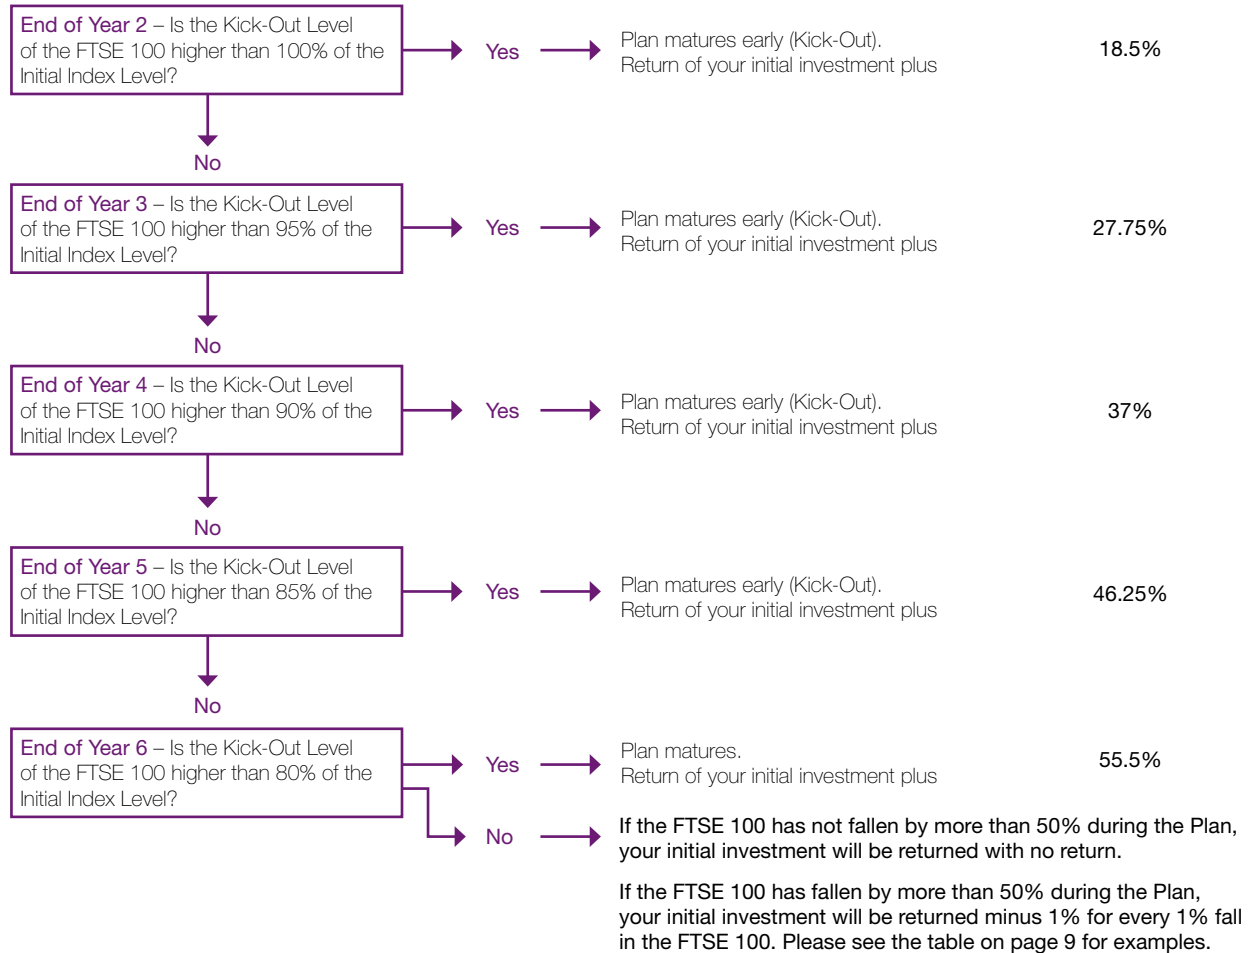 End of Year 2 – Is the Kick-Out Level
of the FTSE 100 higher than 100% of the
Initial Index Level?
Yes
Plan matures early (Kick-Out).
Return of your initial investment plus
18.5%
No
End of Year 3 – Is the Kick-Out Level
of the FTSE 100 higher than 95% of the
Initial Index Level?
Yes
Plan matures early (Kick-Out).
Return of your initial investment plus
27.75%
No
End of Year 4 – Is the Kick-Out Level
of the FTSE 100 higher than 90% of the
Initial Index Level?
Yes
Plan matures early (Kick-Out).
Return of your initial investment plus
37%
No
End of Year 5 – Is the Kick-Out Level
of the FTSE 100 higher than 85% of the
Initial Index Level?
Yes
Plan matures early (Kick-Out).
Return of your initial investment plus
46.25%
No
End of Year 6 – Is the Kick-Out Level
of the FTSE 100 higher than 80% of the
Initial Index Level?
Yes
Plan matures.
Return of your initial investment plus
55.5%
No
If the FTSE 100 has not fallen by more than 50% during the Plan,
your initial investment will be returned with no return.
If the FTSE 100 has fallen by more than 50% during the Plan,
your initial investment will be returned minus 1% for every 1% fall
in the FTSE 100. Please see the table on page 9 for examples.